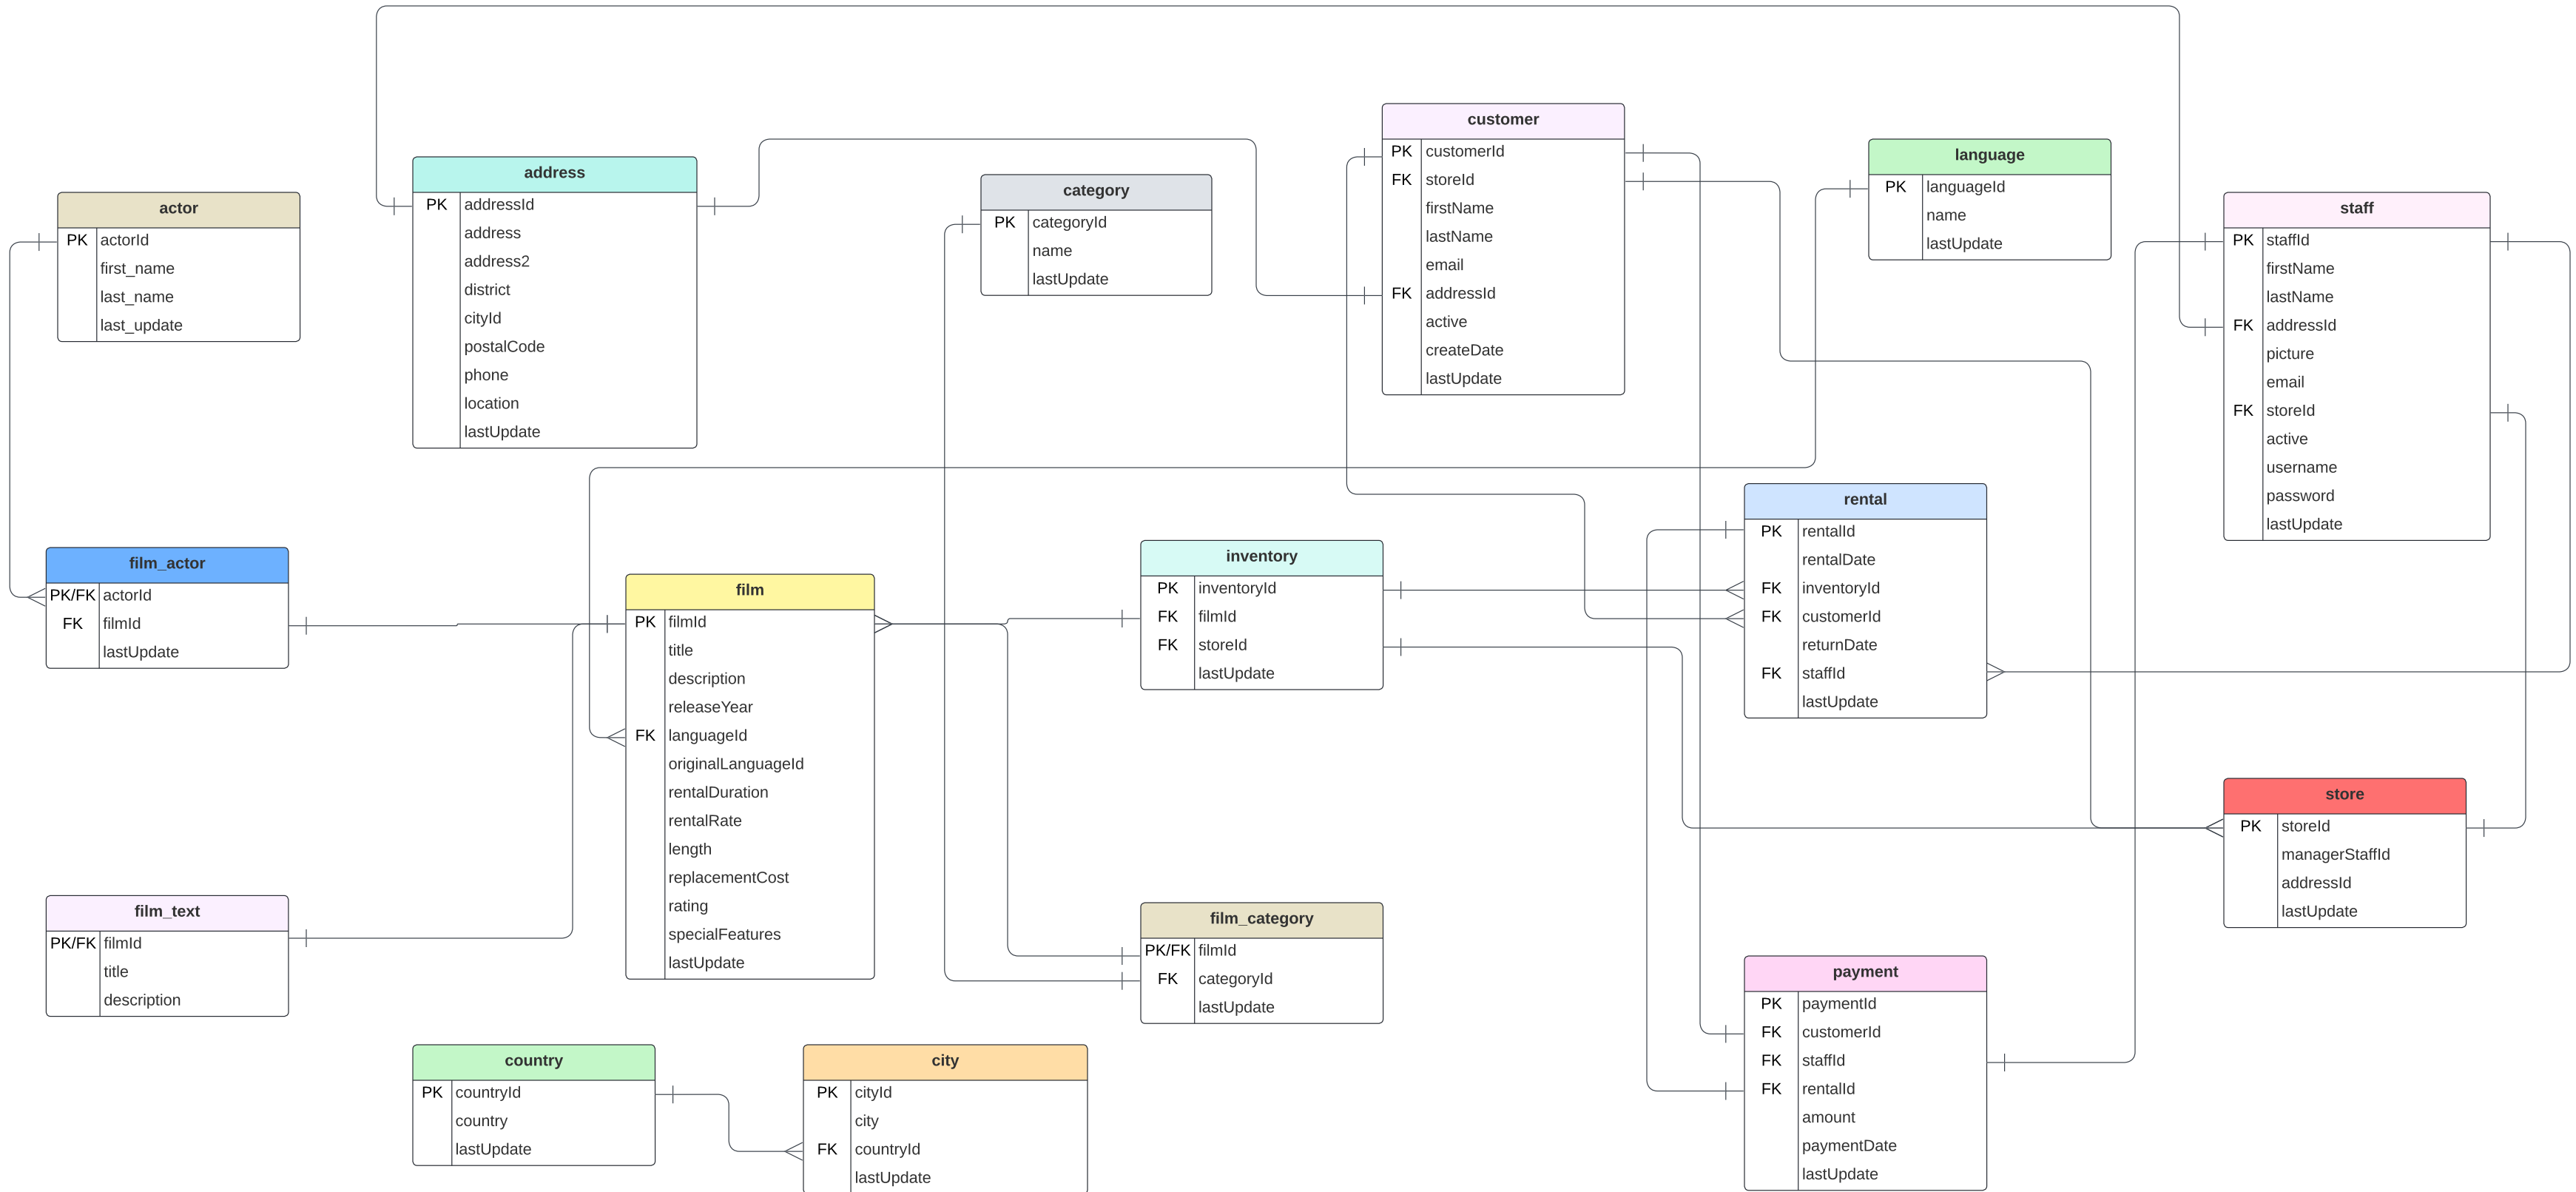 customer
PK customerId
FK storeId
firstName
lastName
email
FK addressId
active
createDate
lastUpdate
language
PK languageId
name
lastUpdate
address
PK addressId
address
address2
district
cityId
postalCode
phone
location
lastUpdate
category
PK categoryId
name
lastUpdate
actor
PK actorId
first_name
last_name
last_update
staff
PK staffId
firstName
lastName
FK addressId
picture
email
FK storeId
active
username
password
lastUpdate
rental
PK rentalId
rentalDate
FK inventoryId
FK customerId
returnDate
FK staffId
lastUpdate
film_actor
PK/FK actorId
FK filmId
lastUpdate
film
PK filmId
title
description
releaseYear
FK languageId
originalLanguageId
rentalDuration
rentalRate
length
replacementCost
rating
specialFeatures
lastUpdate
inventory
PK inventoryId
FK filmId
FK storeId
lastUpdate
store
PK storeId
managerStaffId
addressId
lastUpdate
film_text
PK/FK filmId
title
description
film_category
PK/FK filmId
FK categoryId
lastUpdate
payment
PK paymentId
FK customerId
FK staffId
FK rentalId
amount
paymentDate
lastUpdate
country
PK countryId
country
lastUpdate
city
PK cityId
city
FK countryId
lastUpdate